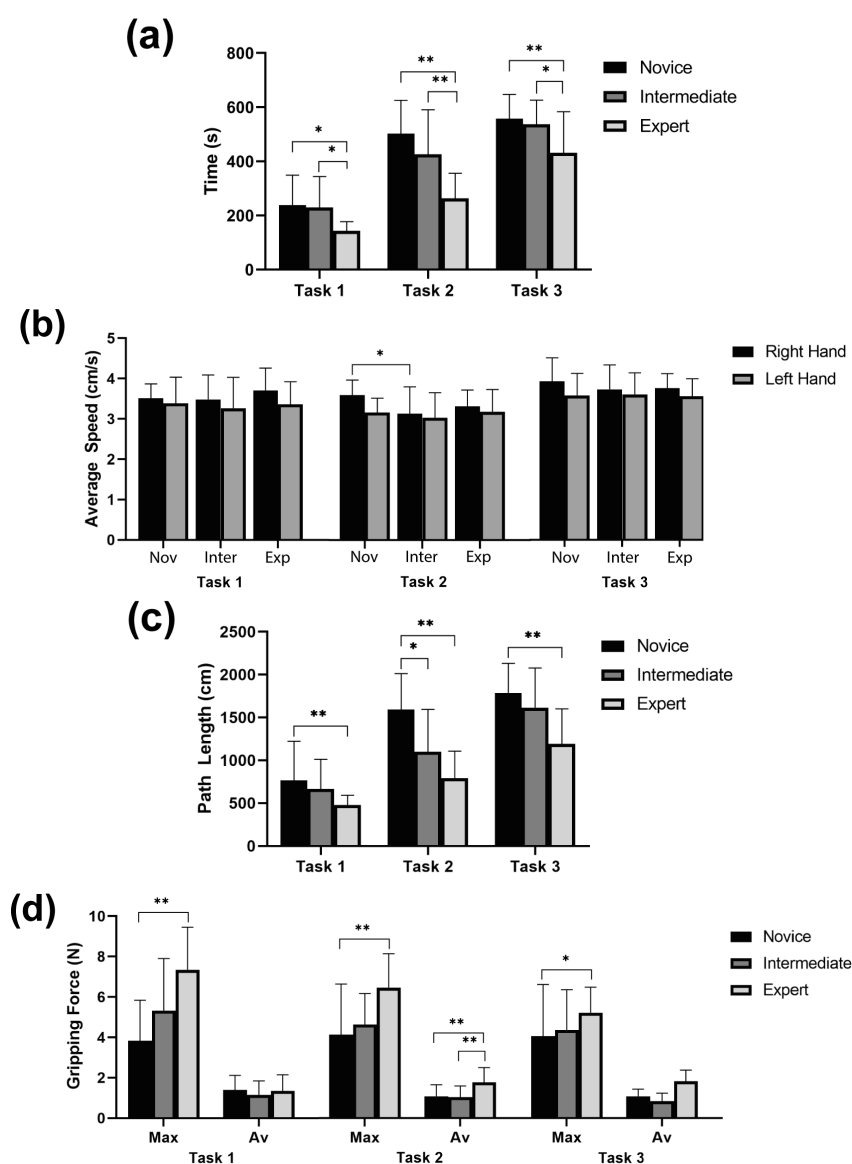 (a)
Time (s)
800
600
400
200
0
** **
** *
*
*
Task 1 Task 2 Task 3
Novice
Intermediate
Expert
(b)
Average Speed (cm/s)
5
4
3
2
1
0
*
Nov Inter Exp Nov Inter Exp Nov Inter Exp
Task 1 Task 2 Task 3
Right Hand
Left Hand
(c)
Path Length (cm)
2500
2000
1500
1000
500
0
** **
*
**
Task 1 Task 2 Task 3
Novice
Intermediate
Expert
(d)
Gripping Force (N)
10
8
6
4
2
0
**
**
*
**
**
Max Av Max Av Max Av
Task 1 Task 2 Task 3
Novice
Intermediate
Expert